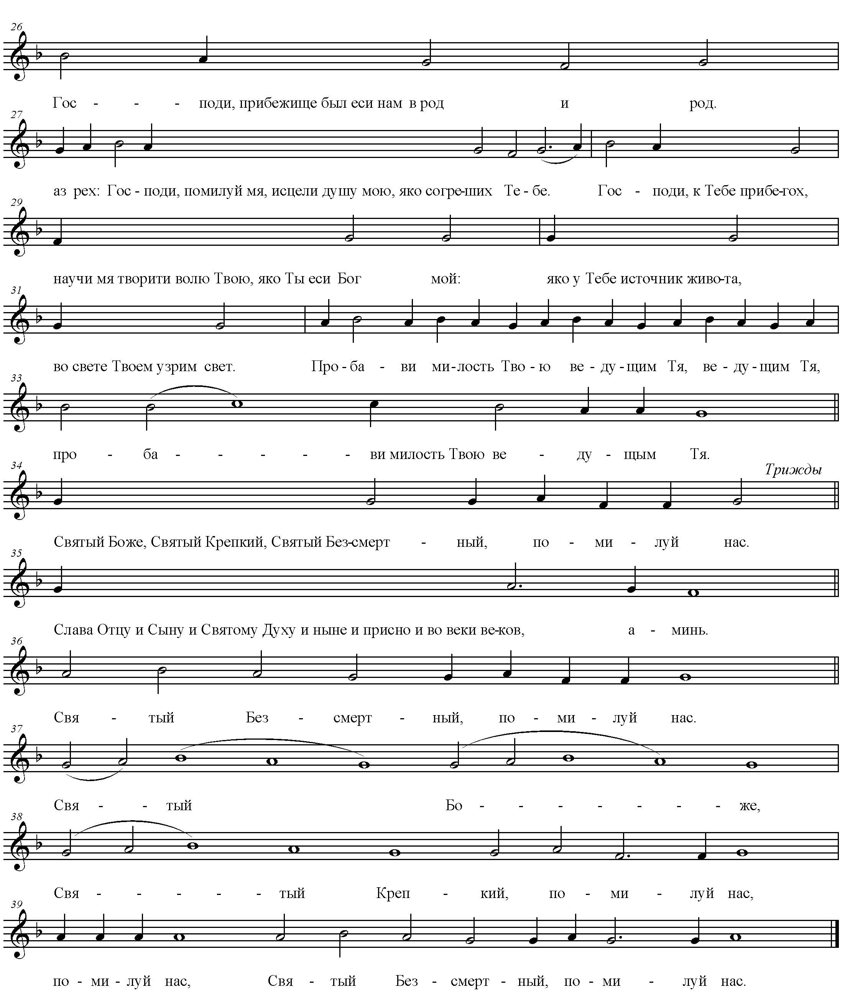 26
Гос - - - поди, прибежище был еси нам в род и род.
27
аз рех: Гос - поди, помилуй мя, исцели душу мою, яко согре-ших Те - бе. Гос - поди, к Тебе прибе-гох,
29
научи мя творити волю Твою, яко Ты еси Бог мой: яко у Тебе источник живо-та,
31
во свете Твоем узрим свет. Про - ба - ви ми-лость Тво - ю ве - ду - щим Тя, ве - ду - щим Тя,
33
про - ба - - - - - ви милость Твою ве - ду - щым Тя.
34 Трижды
Святый Боже, Святый Крепкий, Святый Без-смерт - ный, по - ми - луй нас.
35
Слава Отцу и Сыну и Святому Духу и ныне и присно и во веки ве-ков, а - минь.
36
Свя - тый Без - смерт - ный, по - ми - луй нас.
37
Свя - - тый Бо - - - - - - - же,
38
Свя - - - - - тый Креп - кий, по - ми - луй нас,
39
по - ми - луй нас, Свя - тый Без - смерт - ный, по - ми - луй нас.